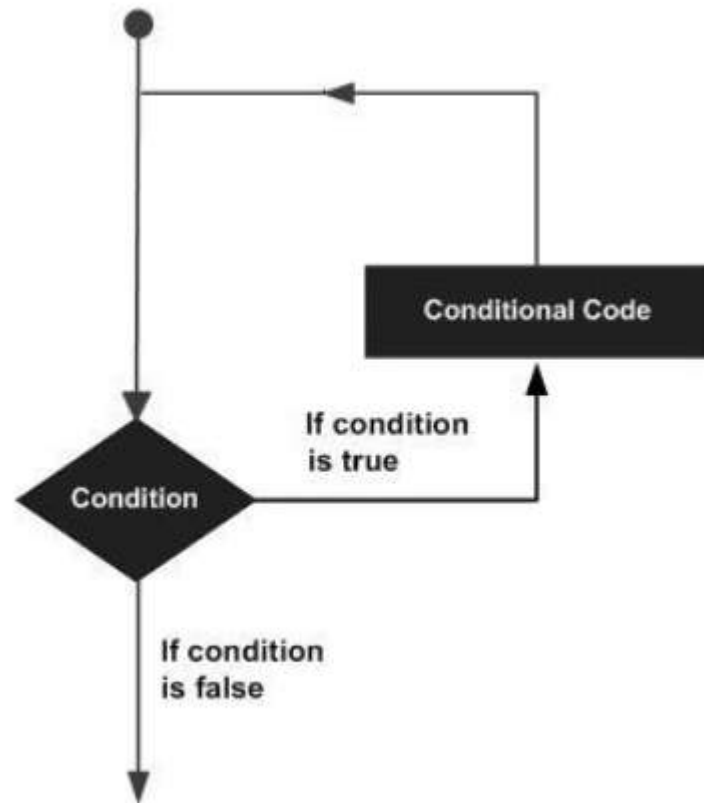 Conditional Code
If condition
is true
Condition
If condition
is false